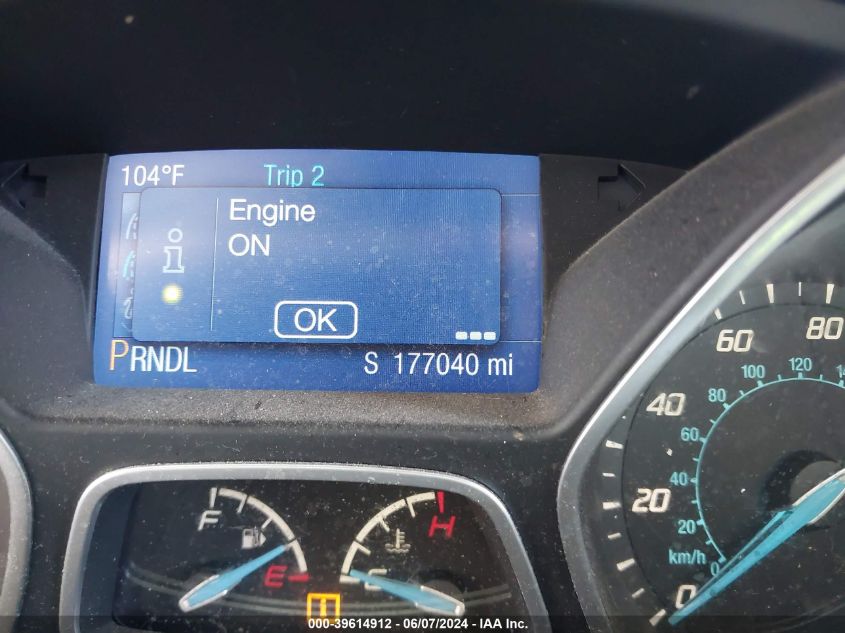 104°F Trip 2
Engine
ON
OK
PRNDL S 177040 mi
60 80
100 120
80
40
60
40
20
20
km/h
0
0
F H
E C
000-39614912 - 06/07/2024 - IAA Inc.